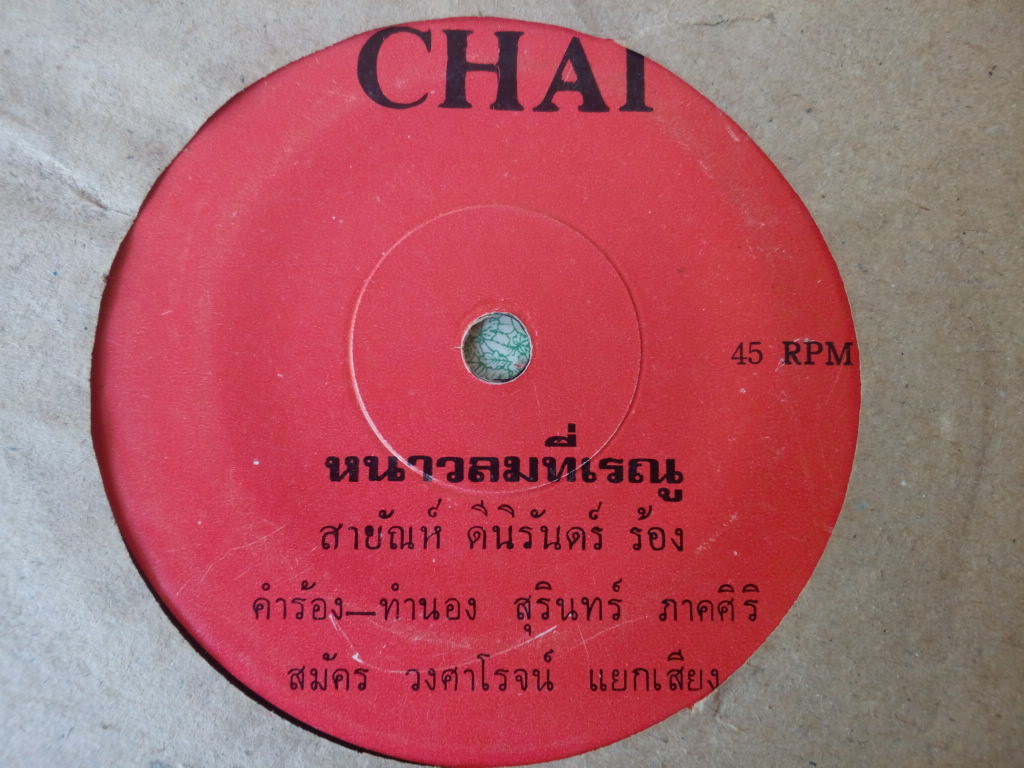 CHAI
45 RPM
หนาวลมที่เรณู
สายัณห์ ดีนิรันดร์ ร้อง
คำร้อง—ทำนอง สุรินทร์ ภาคศิริ
สมัคร วงศาโรจน์ แยกเสียง